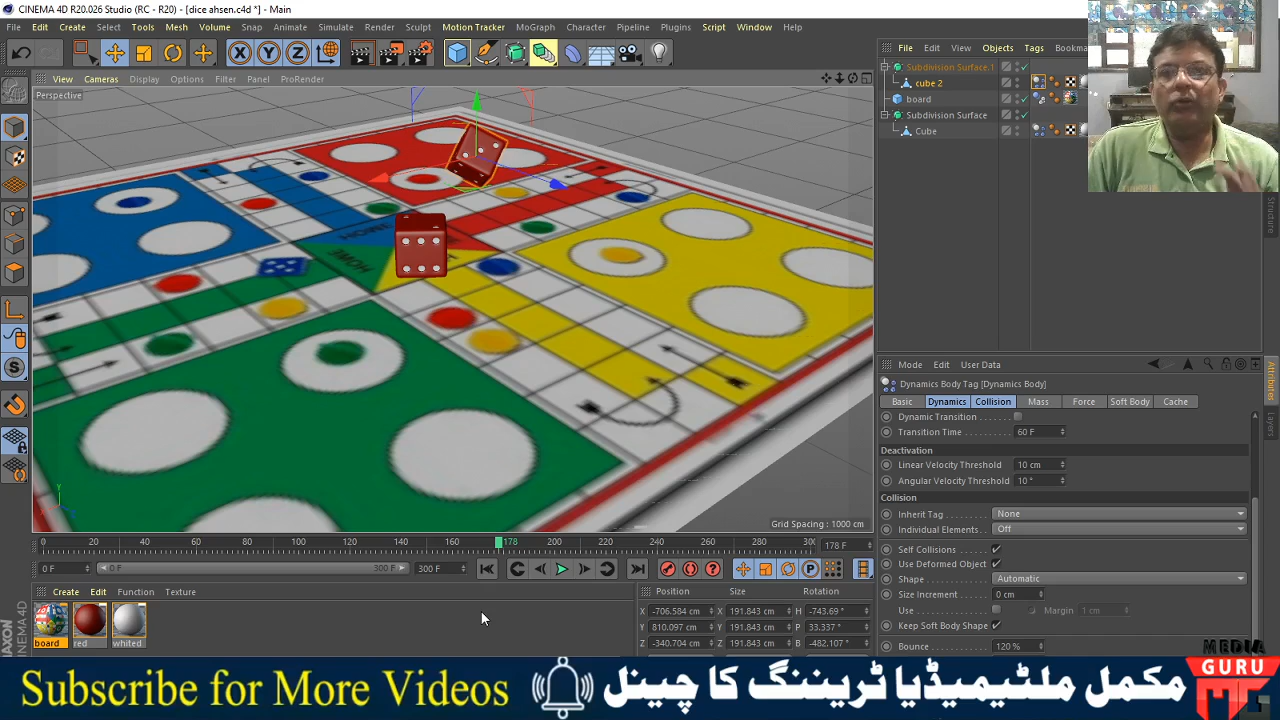 CINEMA 4D R20.026 Studio (RC - R20) - [dice ahsen.c4d *] - Main
File Edit Create Select Tools Mesh Volume Snap Animate Simulate Render Sculpt Motion Tracker MoGraph Character Pipeline Plugins Script Window Help
File Edit View Objects Tags Bookma
View Cameras Display Options Filter Panel ProRender
Perspective
Subdivision Surface.1
cube 2
board
Subdivision Surface
Cube
HOME
Structure
Mode Edit User Data
Dynamics Body Tag [Dynamics Body]
Basic Dynamics Collision Mass Force Soft Body Cache
Attributes
Layers
Dynamic Transition
Transition Time 60 F
Deactivation
Linear Velocity Threshold 10 cm
Angular Velocity Threshold 10 °
Collision
Inherit Tag None
Individual Elements Off
Self Collisions
Use Deformed Object
Shape Automatic
Size Increment 0 cm
Use Margin 1 cm
Keep Soft Body Shape
Bounce 120 %
Grid Spacing : 1000 cm
0 20 40 60 80 100 120 140 160 178 200 220 240 260 280 30 178 F
0 F 0 F 300 F 300 F
Create Edit Function Texture
board red whited
Position Size Rotation
X -706.584 cm X 191.843 cm H -743.69 °
Y 810.097 cm Y 191.843 cm P 33.337 °
Z -340.704 cm Z 191.843 cm B -482.107 °
MAXON CINEMA 4D
Subscribe for More Videos
مکمل ملٹیمیڈیا ٹریننگ کا چینل
MEDIA
GURU
MG